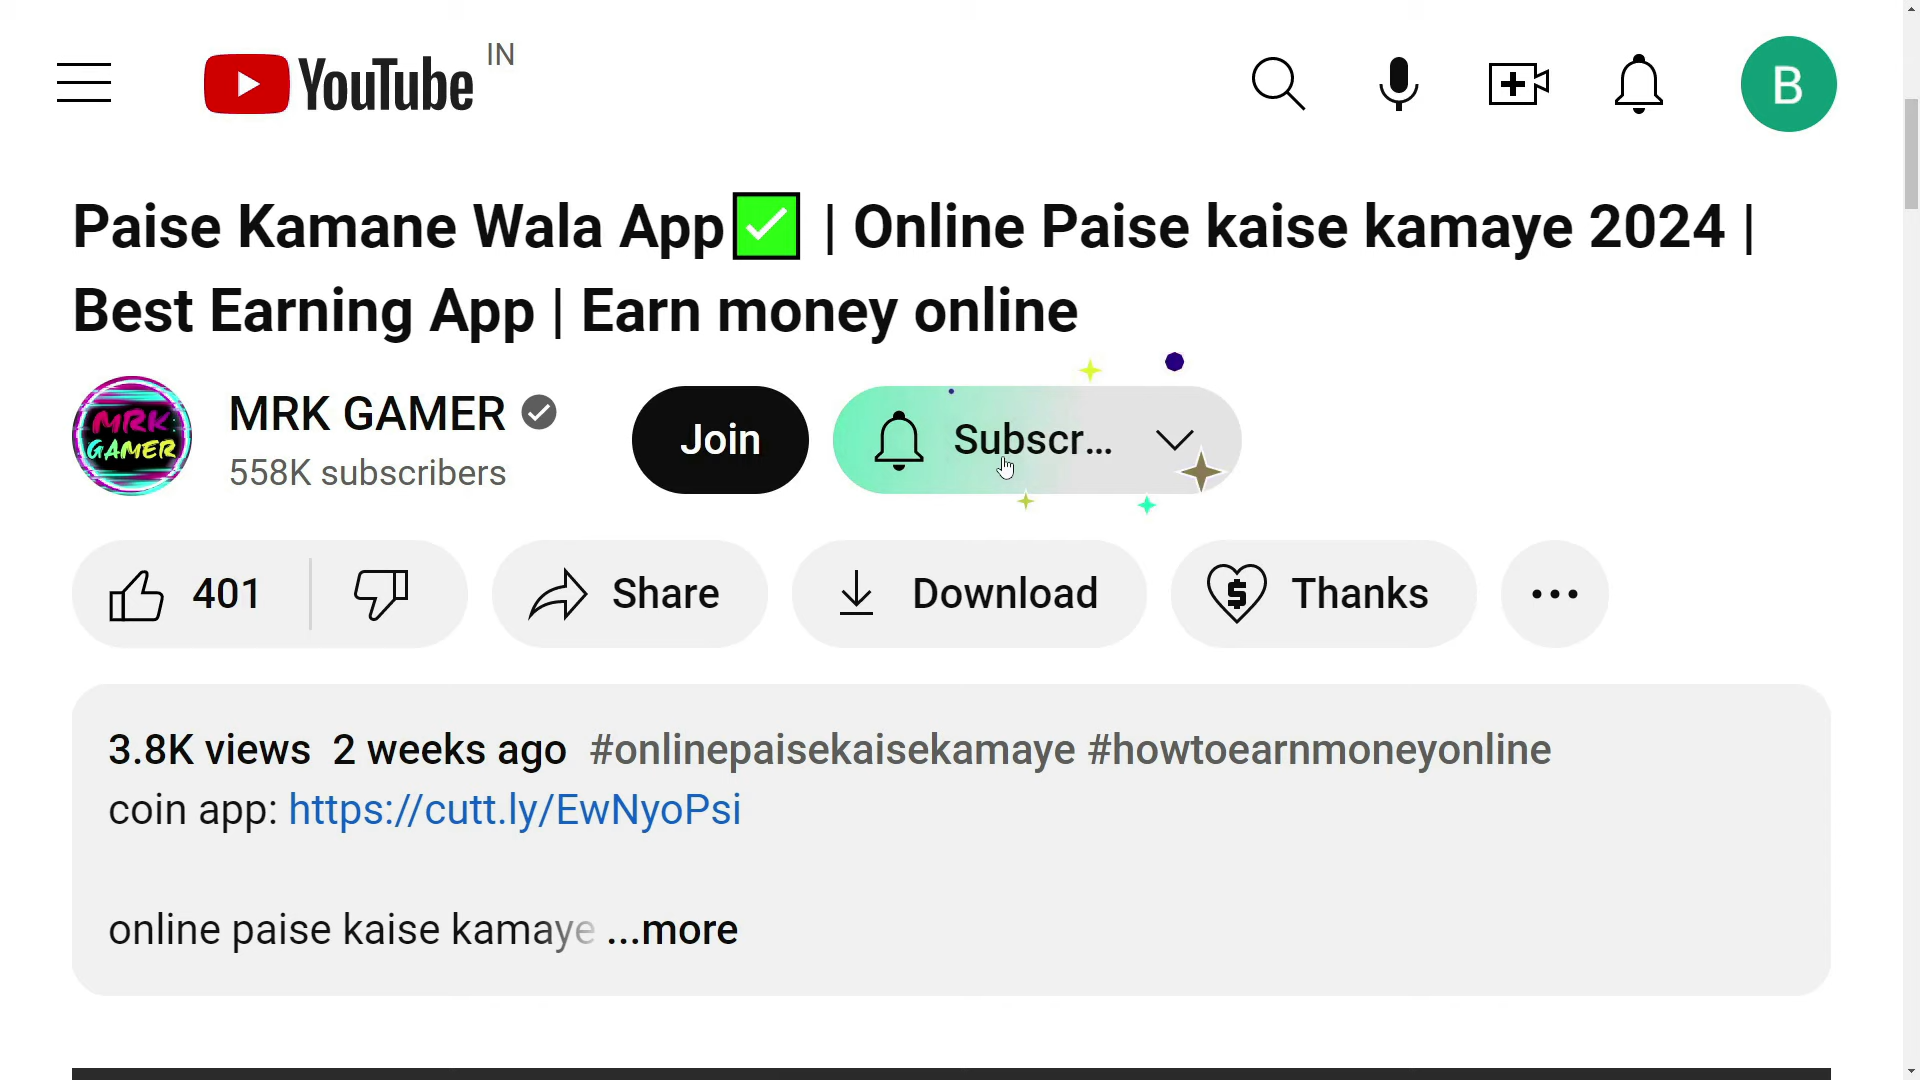 YouTube IN
B
Paise Kamane Wala App✅ | Online Paise kaise kamaye 2024 |
Best Earning App | Earn money online
MRK GAMER
MRK GAMER
558K subscribers
Join
Subscr...
401
Share
Download
Thanks
3.8K views 2 weeks ago #onlinepaisekaisekamaye #howtoearnmoneyonline
coin app: https://cutt.ly/EwNyoPsi
online paise kaise kamaye ...more